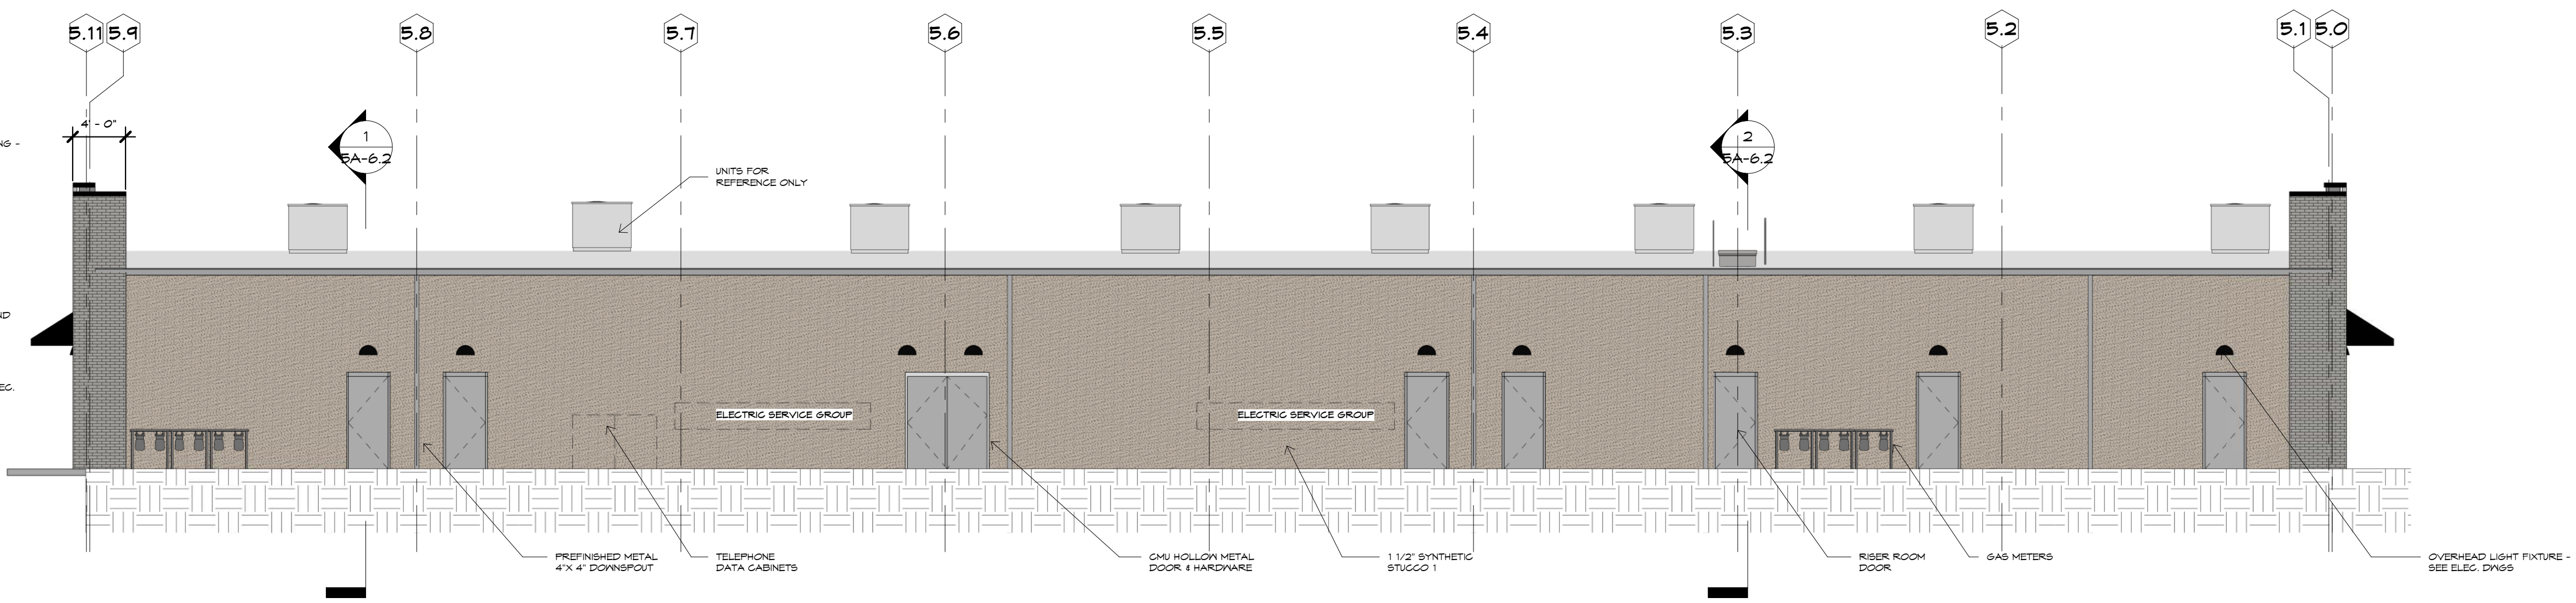 5.11 5.9 5.8 5.7 5.6 5.5 5.4 5.3 5.2 5.1 5.0
4' - 0"
1
5A-6.2
2
5A-6.2
NG -
UNITS FOR
REFERENCE ONLY
ND
EC.
ELECTRIC SERVICE GROUP
ELECTRIC SERVICE GROUP
PREFINISHED METAL
4"X 4" DOWNSPOUT
TELEPHONE
DATA CABINETS
CMU HOLLOW METAL
DOOR & HARDWARE
1 1/2" SYNTHETIC
STUCCO 1
RISER ROOM
DOOR
GAS METERS
OVERHEAD LIGHT FIXTURE -
SEE ELEC. DWGS